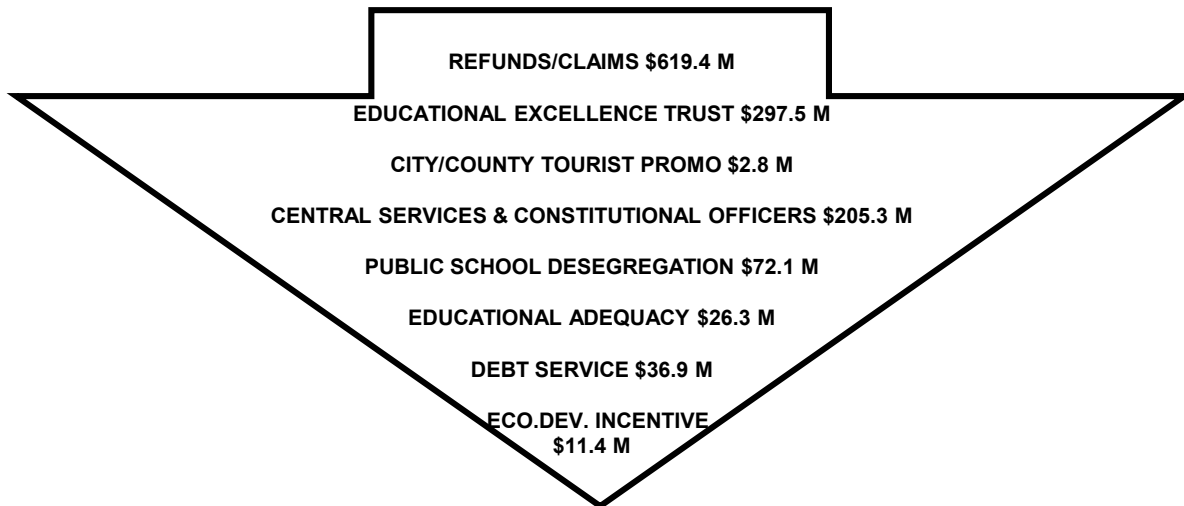 REFUNDS/CLAIMS $619.4 M
EDUCATIONAL EXCELLENCE TRUST $297.5 M
CITY/COUNTY TOURIST PROMO $2.8 M
CENTRAL SERVICES & CONSTITUTIONAL OFFICERS $205.3 M
PUBLIC SCHOOL DESEGREGATION $72.1 M
EDUCATIONAL ADEQUACY $26.3 M
DEBT SERVICE $36.9 M
ECO.DEV. INCENTIVE
$11.4 M